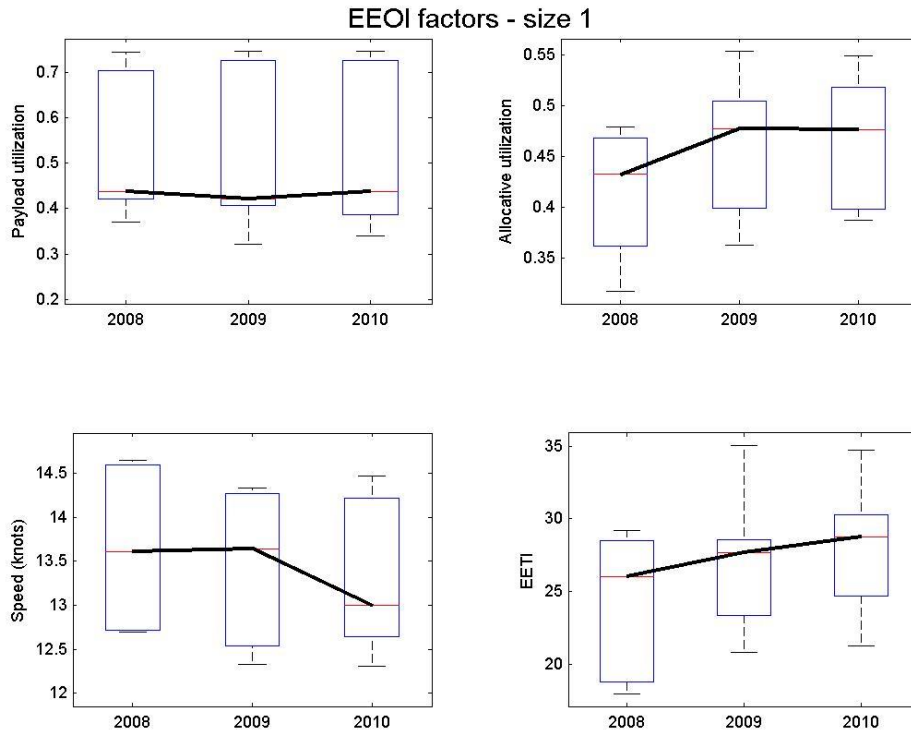 EEOI factors - size 1
Payload utilization
0.7
0.6
0.5
0.4
0.3
0.2
2008 2009 2010
Allocative utilization
0.55
0.5
0.45
0.4
0.35
2008 2009 2010
Speed (knots)
14.5
14
13.5
13
12.5
12
2008 2009 2010
EETI
35
30
25
20
2008 2009 2010